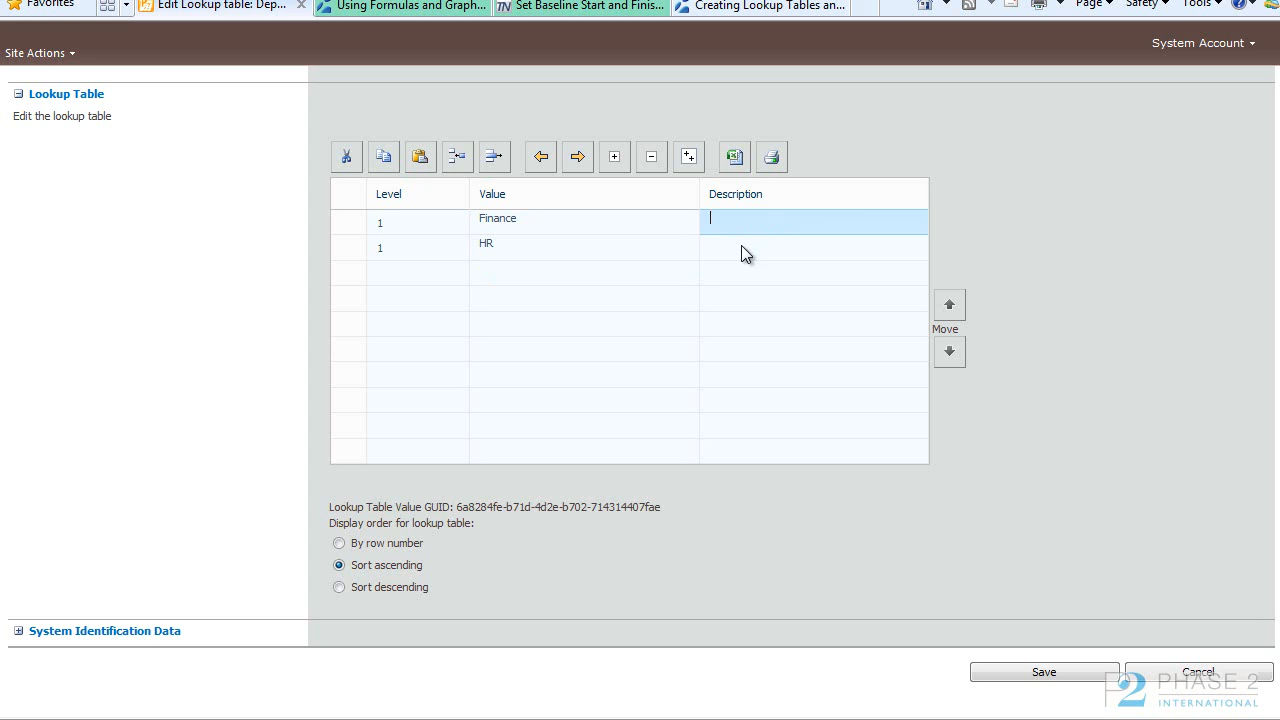 Favorites
Edit Lookup table: Dep...
Using Formulas and Graph...
Set Baseline Start and Finis...
Creating Lookup Tables an...
Page
Safety
Tools
Site Actions
System Account
Lookup Table
Edit the lookup table
Level Value Description
1 Finance
1 HR
Move
Lookup Table Value GUID: 6a8284fe-b71d-4d2e-b702-714314407fae
Display order for lookup table:
By row number
Sort ascending
Sort descending
System Identification Data
Save
Cancel
P2 PHASE 2
INTERNATIONAL